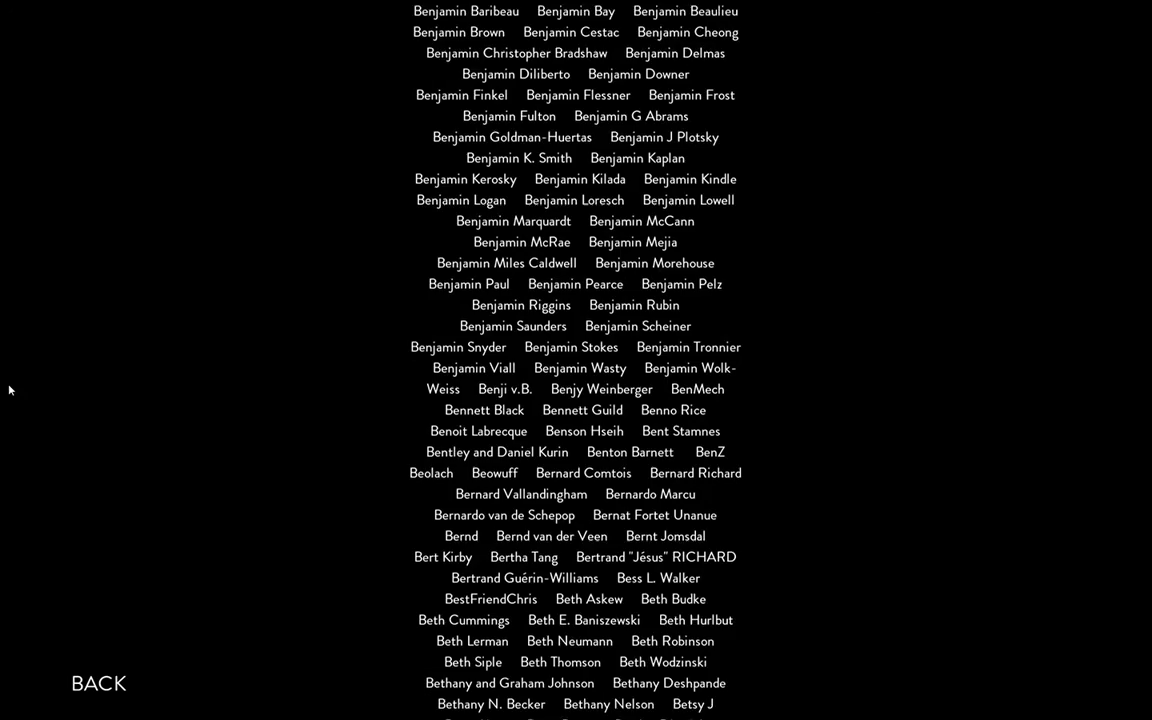 Benjamin Baribeau Benjamin Bay Benjamin Beaulieu
Benjamin Brown Benjamin Cestac Benjamin Cheong
Benjamin Christopher Bradshaw Benjamin Delmas
Benjamin Diliberto Benjamin Downer
Benjamin Finkel Benjamin Flessner Benjamin Frost
Benjamin Fulton Benjamin G Abrams
Benjamin Goldman-Huertas Benjamin J Plotsky
Benjamin K. Smith Benjamin Kaplan
Benjamin Kerosky Benjamin Kilada Benjamin Kindle
Benjamin Logan Benjamin Loresch Benjamin Lowell
Benjamin Marquardt Benjamin McCann
Benjamin McRae Benjamin Mejia
Benjamin Miles Caldwell Benjamin Morehouse
Benjamin Paul Benjamin Pearce Benjamin Pelz
Benjamin Riggins Benjamin Rubin
Benjamin Saunders Benjamin Scheiner
Benjamin Snyder Benjamin Stokes Benjamin Tronnier
Benjamin Viall Benjamin Wasty Benjamin Wolk-
Weiss Benji v.B. Benjy Weinberger BenMech
Bennett Black Bennett Guild Benno Rice
Benoit Labrecque Benson Hseih Bent Stamnes
Bentley and Daniel Kurin Benton Barnett BenZ
Beolach Beowuff Bernard Comtois Bernard Richard
Bernard Vallandingham Bernardo Marcu
Bernardo van de Schepop Bernat Fortet Unanue
Bernd Bernd van der Veen Bernt Jomsdal
Bert Kirby Bertha Tang Bertrand "Jésus" RICHARD
Bertrand Guérin-Williams Bess L. Walker
BestFriendChris Beth Askew Beth Budke
Beth Cummings Beth E. Baniszewski Beth Hurlbut
Beth Lerman Beth Neumann Beth Robinson
Beth Siple Beth Thomson Beth Wodzinski
Bethany and Graham Johnson Bethany Deshpande
Bethany N. Becker Bethany Nelson Betsy J
BACK